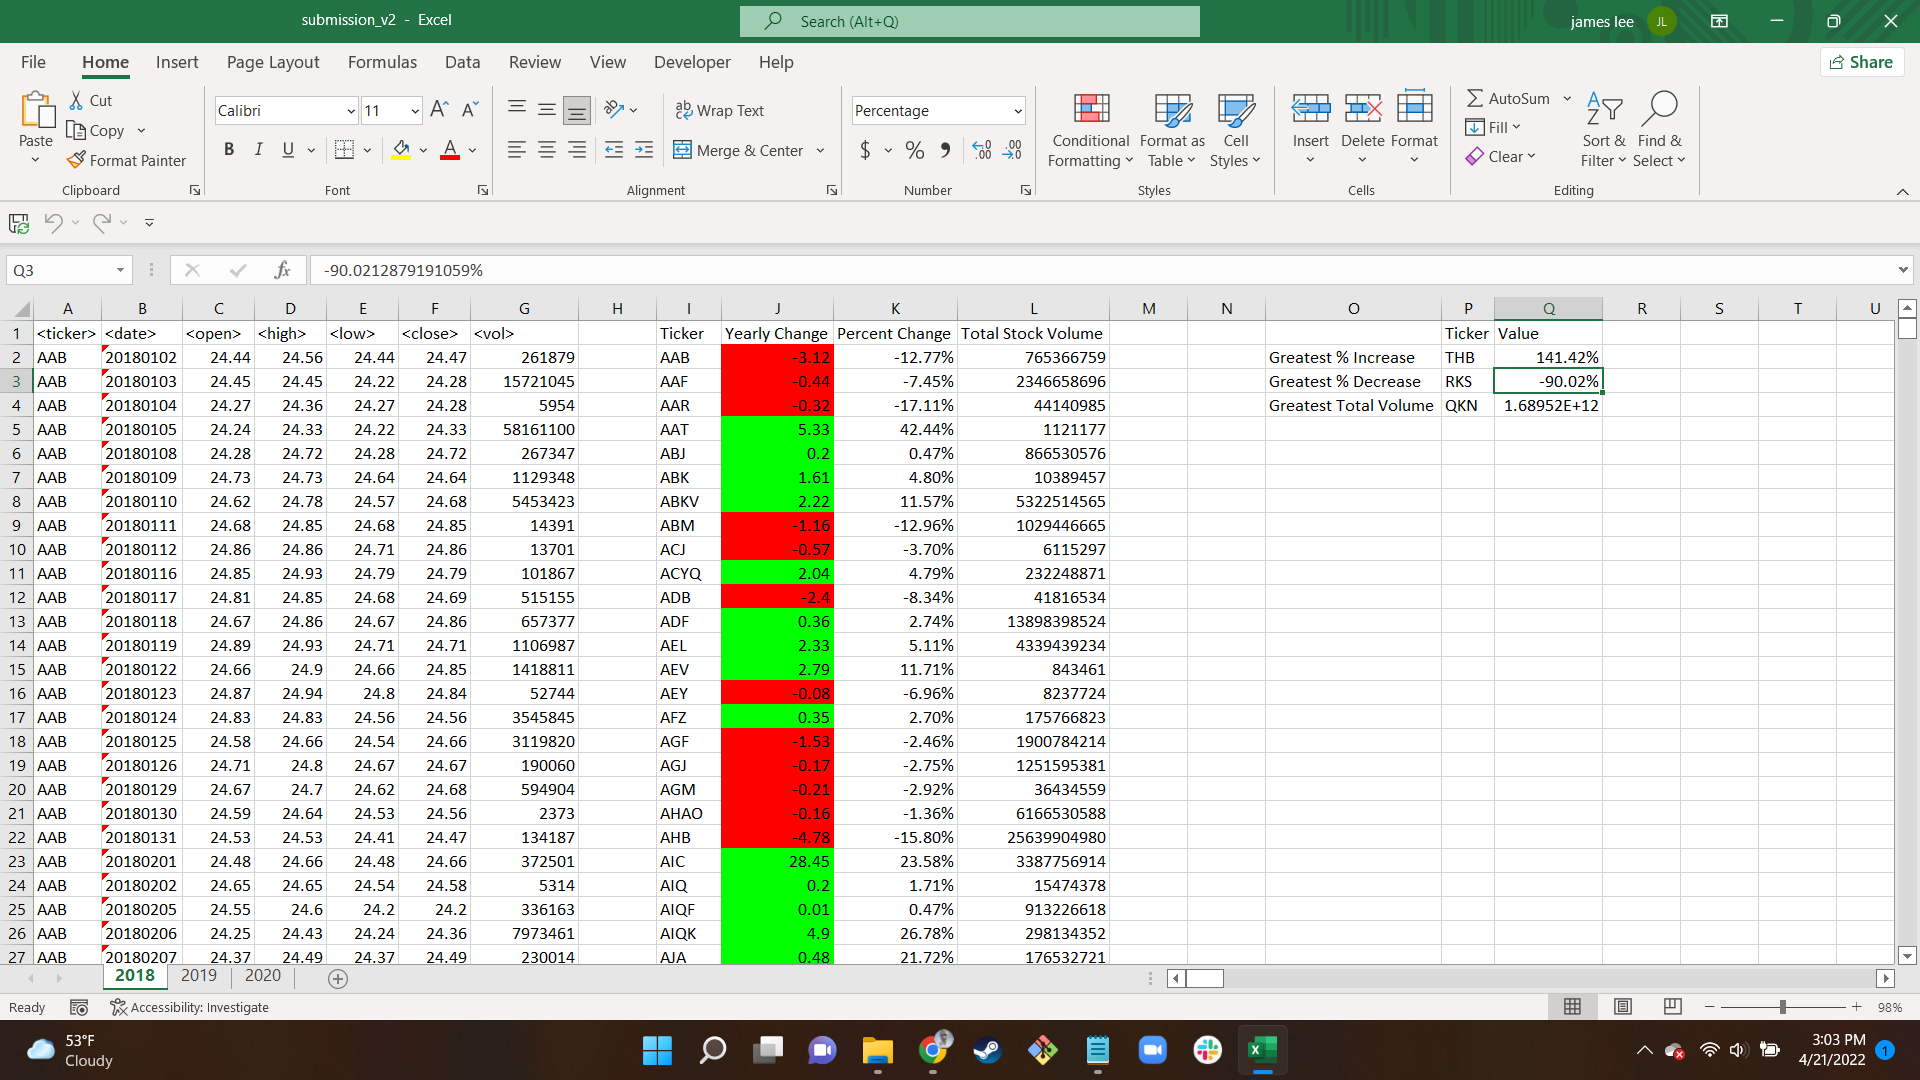 submission_v2 - Excel
Search (Alt+Q)
james lee JL
File Home Insert Page Layout Formulas Data Review View Developer Help Share
Paste Cut Copy Format Painter Clipboard
Calibri 11 B I U A Font
ab Wrap Text Merge & Center Alignment
Percentage $ % Number
Conditional Formatting Format as Table Cell Styles Styles
Insert Delete Format Cells
AutoSum Fill Clear Sort & Filter Find & Select Editing
Q3 fx -90.0212879191059%
A B C D E F G H I J K L M N O P Q R S T U
1 <ticker> <date> <open> <high> <low> <close> <vol> Ticker Yearly Change Percent Change Total Stock Volume Ticker Value
2 AAB 20180102 24.44 24.56 24.44 24.47 261879 AAB -3.12 -12.77% 765366759 Greatest % Increase THB 141.42%
3 AAB 20180103 24.45 24.45 24.22 24.28 15721045 AAF -0.44 -7.45% 2346658696 Greatest % Decrease RKS -90.02%
4 AAB 20180104 24.27 24.36 24.27 24.28 5954 AAR -0.32 -17.11% 44140985 Greatest Total Volume QKN 1.68952E+12
5 AAB 20180105 24.24 24.33 24.22 24.33 58161100 AAT 5.33 42.44% 1121177
6 AAB 20180108 24.28 24.72 24.28 24.72 267347 ABJ 0.2 0.47% 866530576
7 AAB 20180109 24.73 24.73 24.64 24.64 1129348 ABK 1.61 4.80% 10389457
8 AAB 20180110 24.62 24.78 24.57 24.68 5453423 ABKV 2.22 11.57% 5322514565
9 AAB 20180111 24.68 24.85 24.68 24.85 14391 ABM -1.16 -12.96% 1029446665
10 AAB 20180112 24.86 24.86 24.71 24.86 13701 ACJ -0.57 -3.70% 6115297
11 AAB 20180116 24.85 24.93 24.79 24.79 101867 ACYQ 2.04 4.79% 232248871
12 AAB 20180117 24.81 24.85 24.68 24.69 515155 ADB -2.4 -8.34% 41816534
13 AAB 20180118 24.67 24.86 24.67 24.86 657377 ADF 0.36 2.74% 13898398524
14 AAB 20180119 24.89 24.93 24.71 24.71 1106987 AEL 2.33 5.11% 4339439234
15 AAB 20180122 24.66 24.9 24.66 24.85 1418811 AEV 2.79 11.71% 843461
16 AAB 20180123 24.87 24.94 24.8 24.84 52744 AEY -0.08 -6.96% 8237724
17 AAB 20180124 24.83 24.83 24.56 24.56 3545845 AFZ 0.35 2.70% 175766823
18 AAB 20180125 24.58 24.66 24.54 24.66 3119820 AGF -1.53 -2.46% 1900784214
19 AAB 20180126 24.71 24.8 24.67 24.67 190060 AGJ -0.17 -2.75% 1251595381
20 AAB 20180129 24.67 24.7 24.62 24.68 594904 AGM -0.21 -2.92% 36434559
21 AAB 20180130 24.59 24.64 24.53 24.56 2373 AHAO -0.16 -1.36% 6166530588
22 AAB 20180131 24.53 24.53 24.41 24.47 134187 AHB -4.78 -15.80% 25639904980
23 AAB 20180201 24.48 24.66 24.48 24.66 372501 AIC 28.45 23.58% 3387756914
24 AAB 20180202 24.65 24.65 24.54 24.58 5314 AIQ 0.2 1.71% 15474378
25 AAB 20180205 24.55 24.6 24.2 24.2 336163 AIQF 0.01 0.47% 913226618
26 AAB 20180206 24.25 24.43 24.24 24.36 7973461 AIQK 4.9 26.78% 298134352
27 AAB 20180207 24.37 24.49 24.37 24.49 230014 AJA 0.48 21.72% 176532721
2018 2019 2020
Ready Accessibility: Investigate 98%
53°F
Cloudy
3:03 PM
4/21/2022 1